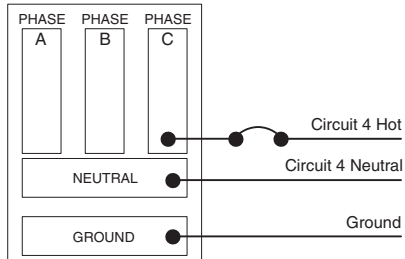 PHASE PHASE PHASE
A B C
Circuit 4 Hot
Circuit 4 Neutral
NEUTRAL
Ground
GROUND